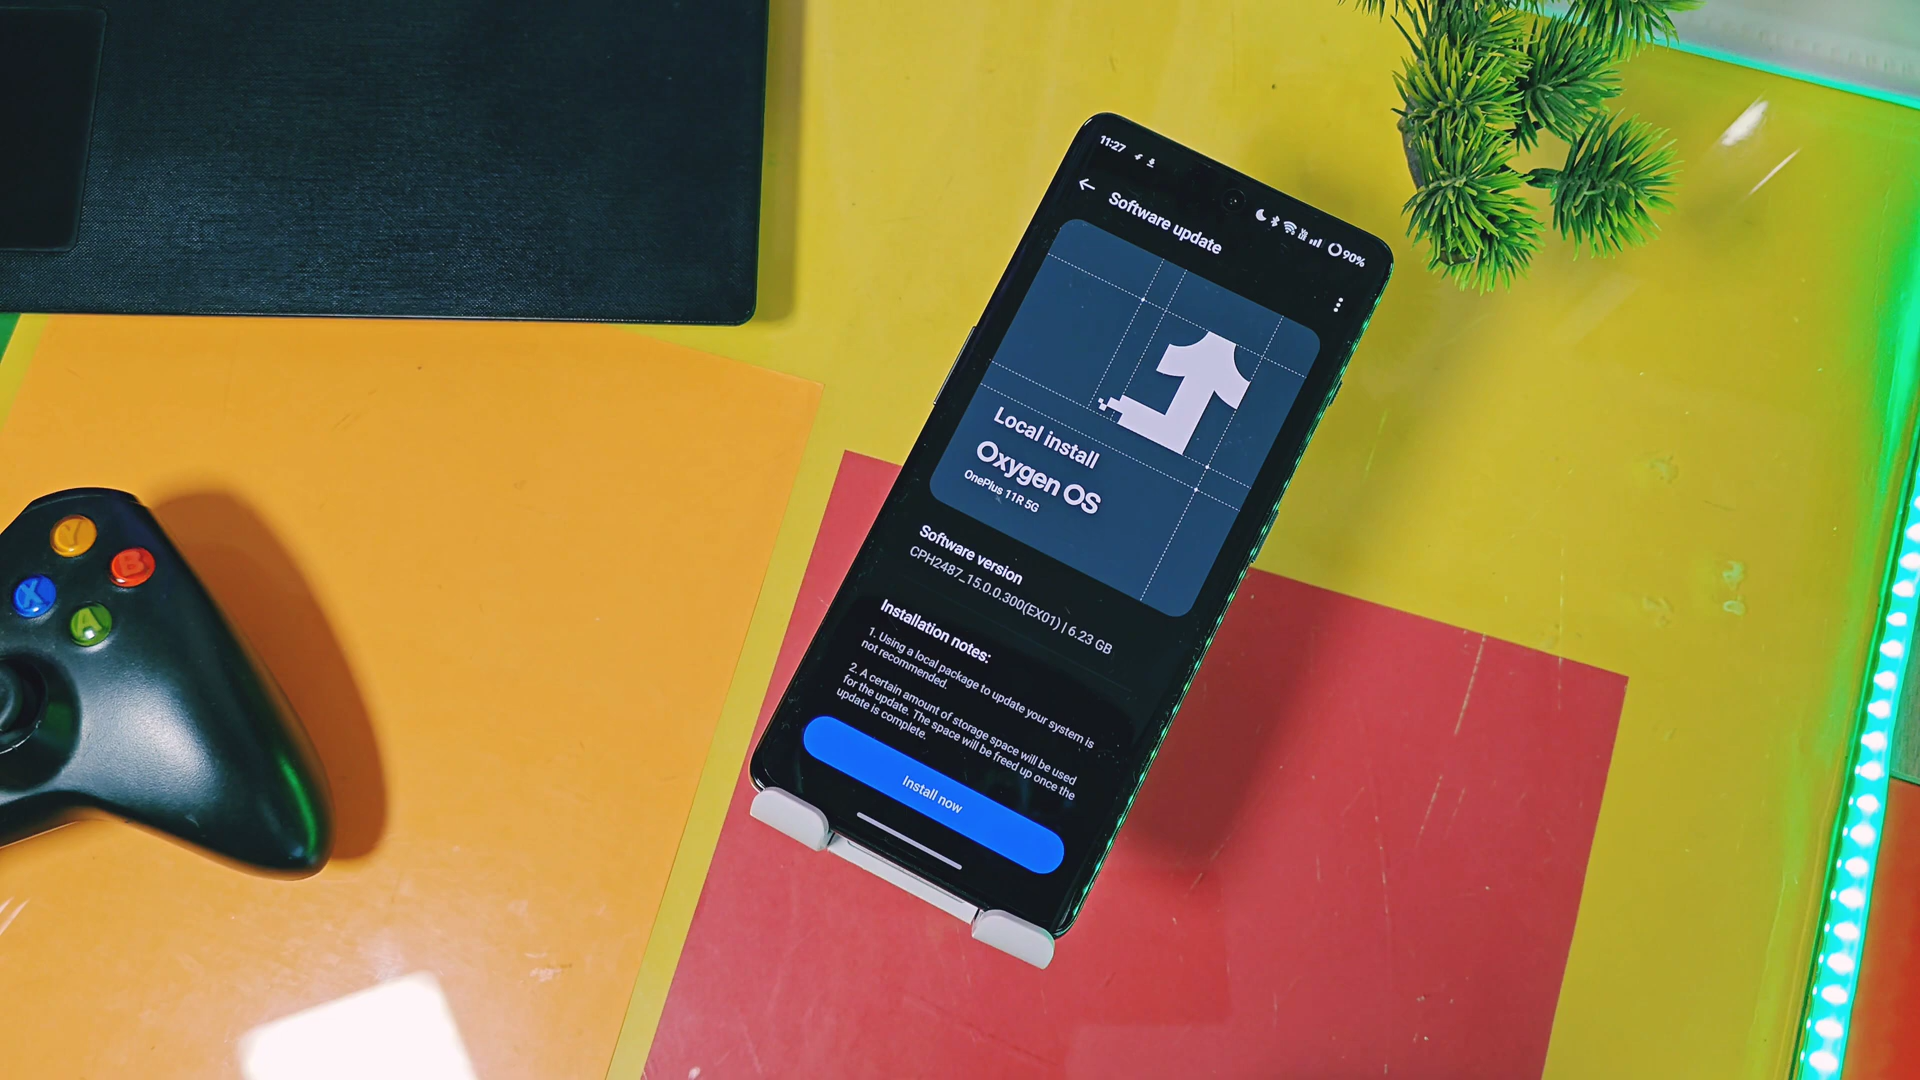 11:27
90%
Software update
Local install
Oxygen OS
OnePlus 11R 5G
Software version
CPH2487_15.0.0.300(EX01) | 6.23 GB
Installation notes:
1. Using a local package to update your system is
not recommended.
2. A certain amount of storage space will be used
for the update. The space will be freed up once the
update is complete.
Install now
Y
B
X
A